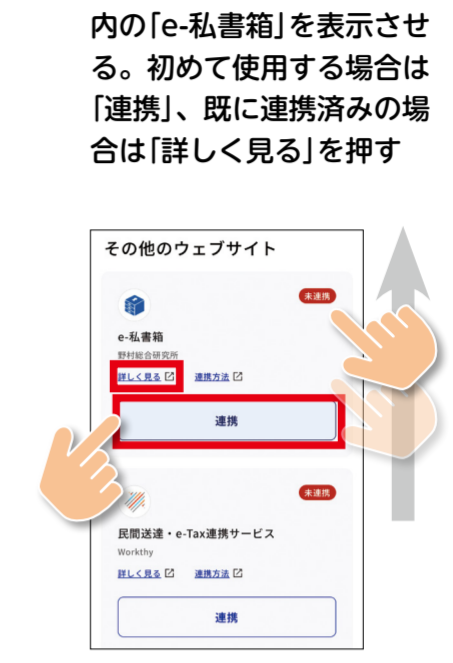 内の「e-私書箱」を表示させ
る。初めて使用する場合は
「連携」、既に連携済みの場
合は「詳しく見る」を押す
その他のウェブサイト
未連携
e-私書箱
野村総合研究所
詳しく見る 連携方法
連携
未連携
民間送達・e-Tax連携サービス
Workthy
詳しく見る 連携方法
連携